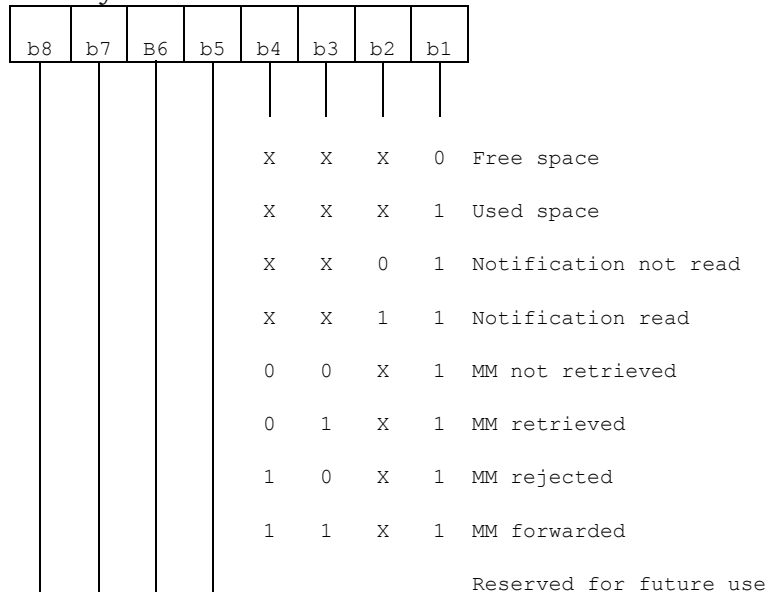 b8 b7 B6 b5 b4 b3 b2 b1
X X X 0 Free space
X X X 1 Used space
X X 0 1 Notification not read
X X 1 1 Notification read
0 0 X 1 MM not retrieved
0 1 X 1 MM retrieved
1 0 X 1 MM rejected
1 1 X 1 MM forwarded
Reserved for future use